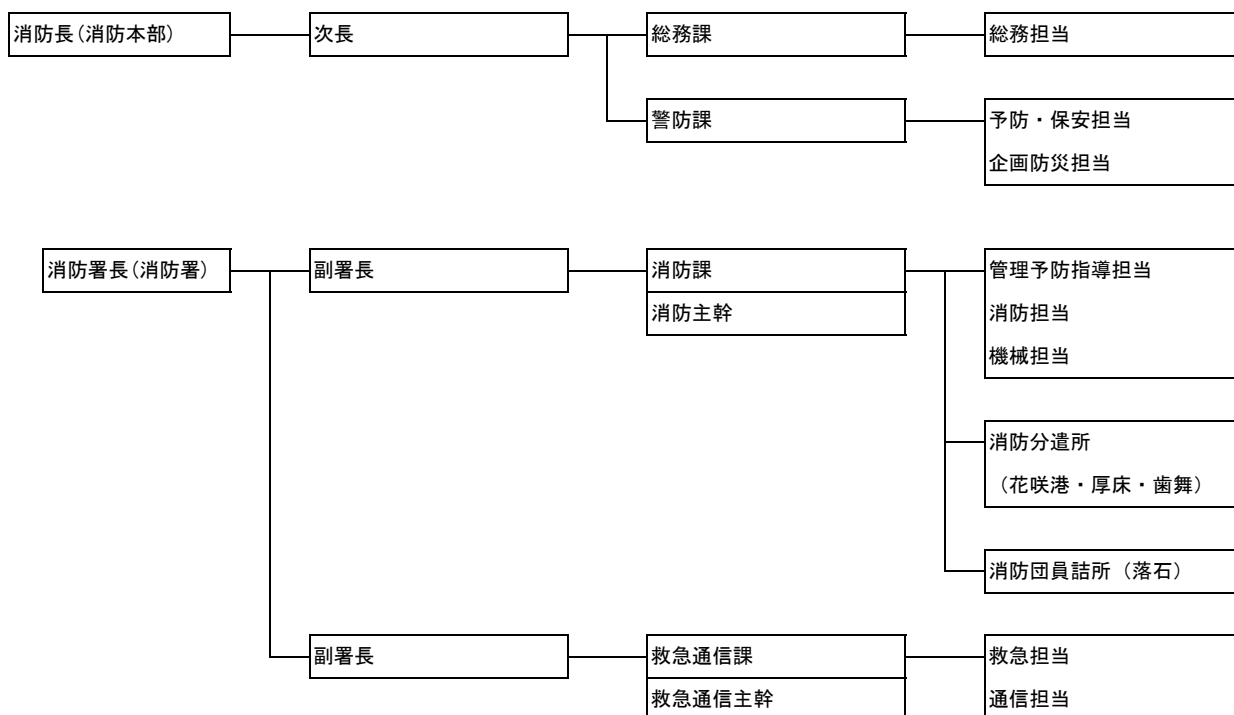 消防長(消防本部)
次長
総務課
総務担当
警防課
予防・保安担当
企画防災担当
消防署長(消防署)
副署長
消防課
消防主幹
管理予防指導担当
消防担当
機械担当
消防分遣所
(花咲港・厚床・歯舞)
消防団員詰所(落石)
副署長
救急通信課
救急通信主幹
救急担当
通信担当